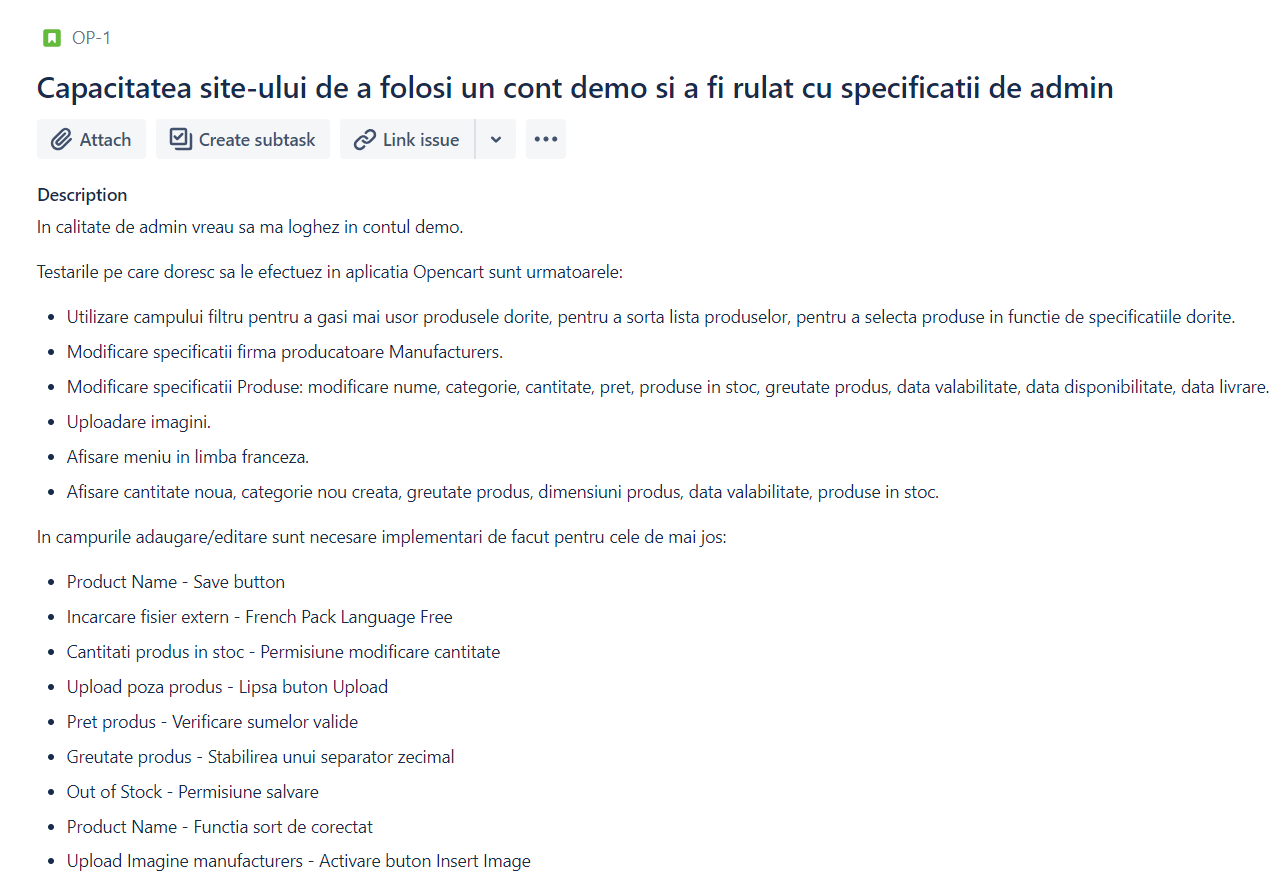 OP-1
Capacitatea site-ului de a folosi un cont demo si a fi rulat cu specificatii de admin
Attach Create subtask Link issue
Description
In calitate de admin vreau sa ma loghez in contul demo.
Testarile pe care doresc sa le efectuez in aplicatia Opencart sunt urmatoarele:
• Utilizare campului filtru pentru a gasi mai usor produsele dorite, pentru a sorta lista produselor, pentru a selecta produse in functie de specificatiile dorite.
• Modificare specificatii firma producatoare Manufacturers.
• Modificare specificatii Produse: modificare nume, categorie, cantitate, pret, produse in stoc, greutate produs, data valabilitate, data disponibilitate, data livrare.
• Uploadare imagini.
• Afisare meniu in limba franceza.
• Afisare cantitate noua, categorie nou creata, greutate produs, dimensiuni produs, data valabilitate, produse in stoc.
In campurile adaugare/editare sunt necesare implementari de facut pentru cele de mai jos:
• Product Name - Save button
• Incarcare fisier extern - French Pack Language Free
• Cantitati produs in stoc - Permisiune modificare cantitate
• Upload poza produs - Lipsa buton Upload
• Pret produs - Verificare sumelor valide
• Greutate produs - Stabilirea unui separator zecimal
• Out of Stock - Permisiune salvare
• Product Name - Functia sort de corectat
• Upload Imagine manufacturers - Activare buton Insert Image